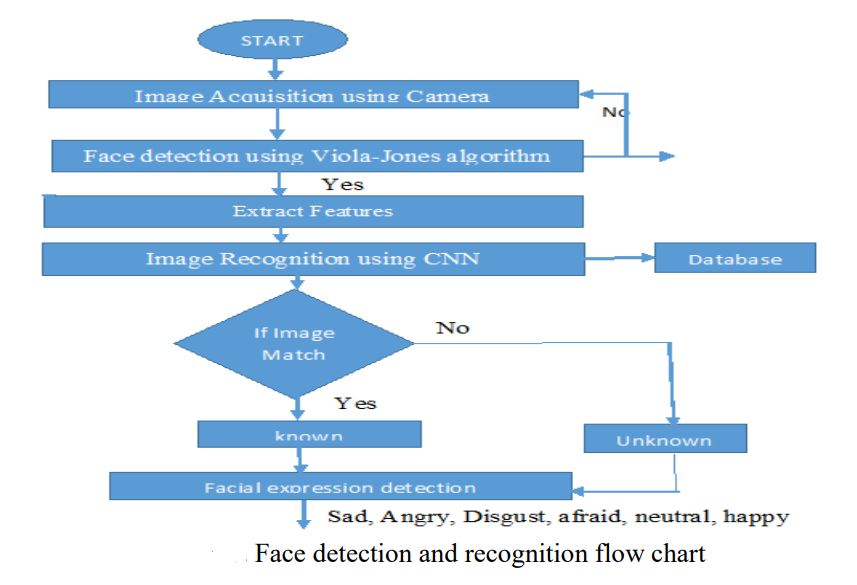 START
Image Acquisition using Camera
No
Face detection using Viola-Jones algorithm
Yes
Extract Features
Image Recognition using CNN
Database
If Image
Match
No
Yes
known
Unknown
Facial expression detection
Sad, Angry, Disgust, afraid, neutral, happy
Face detection and recognition flow chart